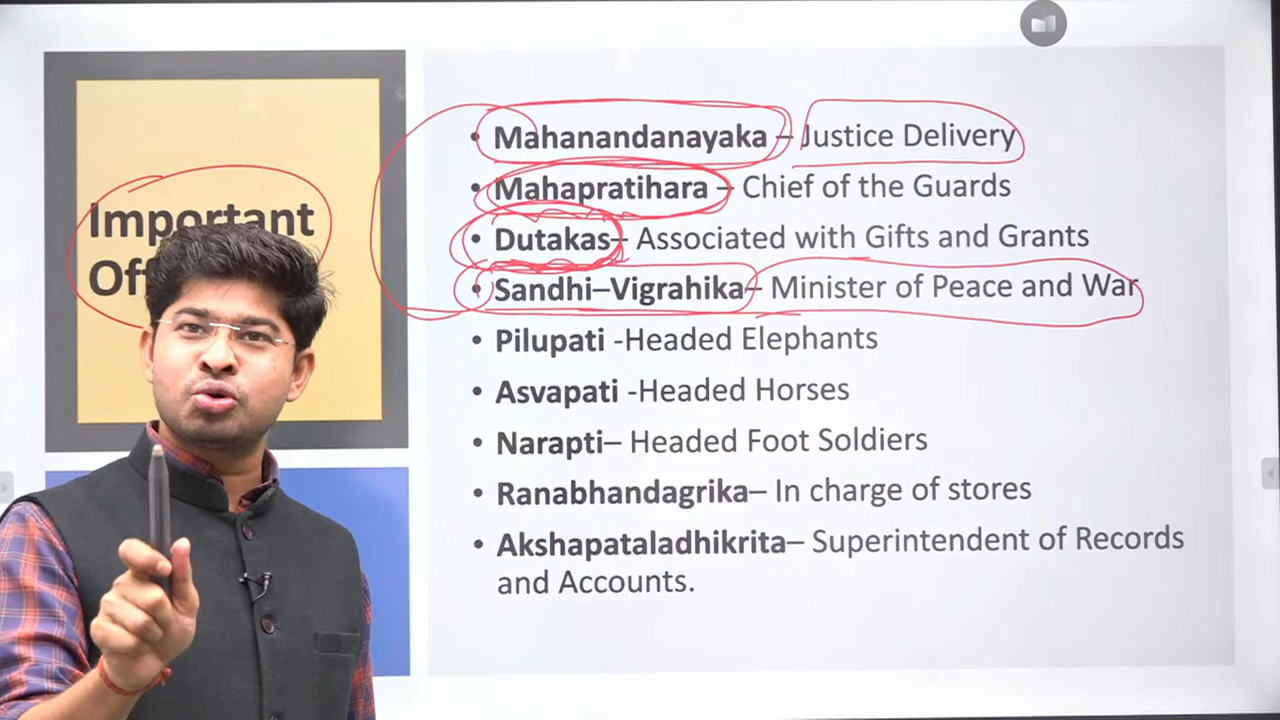 Important
Off
• Mahanandanayaka – Justice Delivery
• Mahapratihara – Chief of the Guards
• Dutakas– Associated with Gifts and Grants
• Sandhi–Vigrahika– Minister of Peace and War
• Pilupati -Headed Elephants
• Asvapati -Headed Horses
• Narapti– Headed Foot Soldiers
• Ranabhandagrika– In charge of stores
• Akshapataladhikrita– Superintendent of Records
and Accounts.